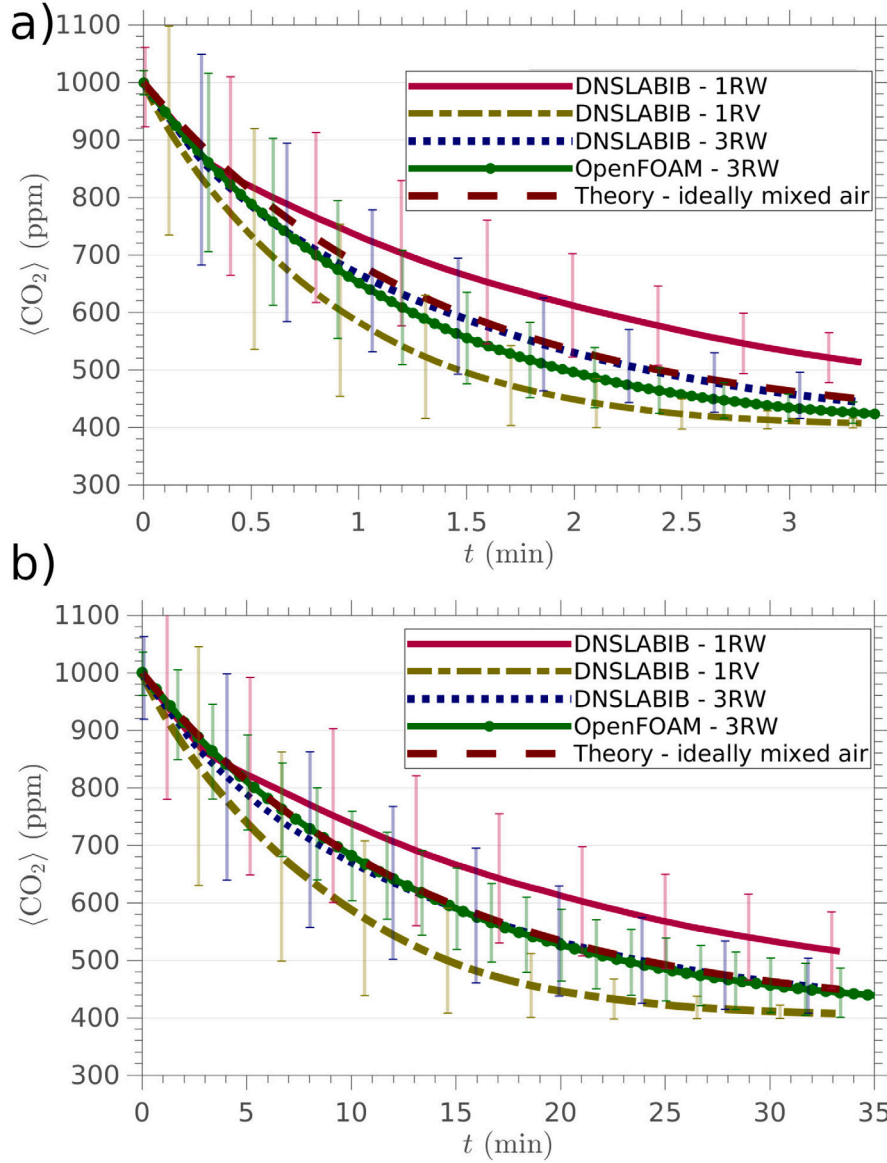 a)
1100
1000
900
800
700
600
500
400
300
⟨CO₂⟩ (ppm)
DNSLABIB - 1RW
DNSLABIB - 1RV
DNSLABIB - 3RW
OpenFOAM - 3RW
Theory - ideally mixed air
0 0.5 1 1.5 2 2.5 3
t (min)
b)
1100
1000
900
800
700
600
500
400
300
⟨CO₂⟩ (ppm)
DNSLABIB - 1RW
DNSLABIB - 1RV
DNSLABIB - 3RW
OpenFOAM - 3RW
Theory - ideally mixed air
0 5 10 15 20 25 30 35
t (min)